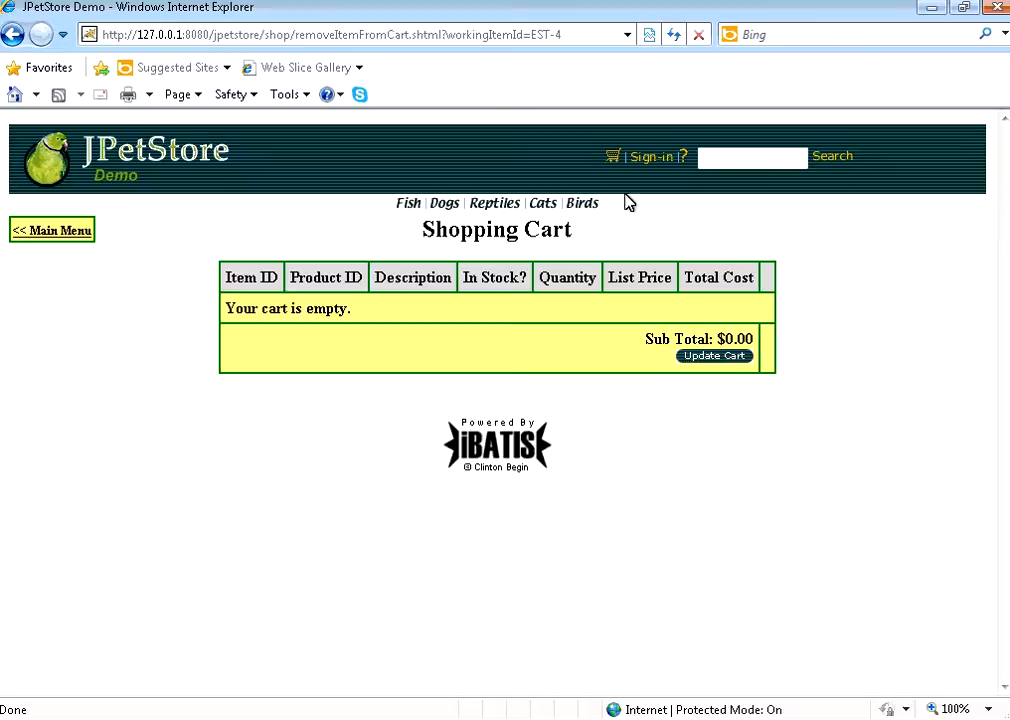 JPetStore Demo - Windows Internet Explorer
http://127.0.0.1:8080/jpetstore/shop/removeItemFromCart.shtml?workingItemId=EST-4
Bing
Favorites
Suggested Sites
Web Slice Gallery
Page
Safety
Tools
JPetStore
Demo
| Sign-in |? Search
Fish | Dogs | Reptiles | Cats | Birds
<< Main Menu
Shopping Cart
Item ID Product ID Description In Stock? Quantity List Price Total Cost
Your cart is empty.
Sub Total: $0.00
Update Cart
Powered By
iBATIS
© Clinton Begin
Done
Internet | Protected Mode: On
100%